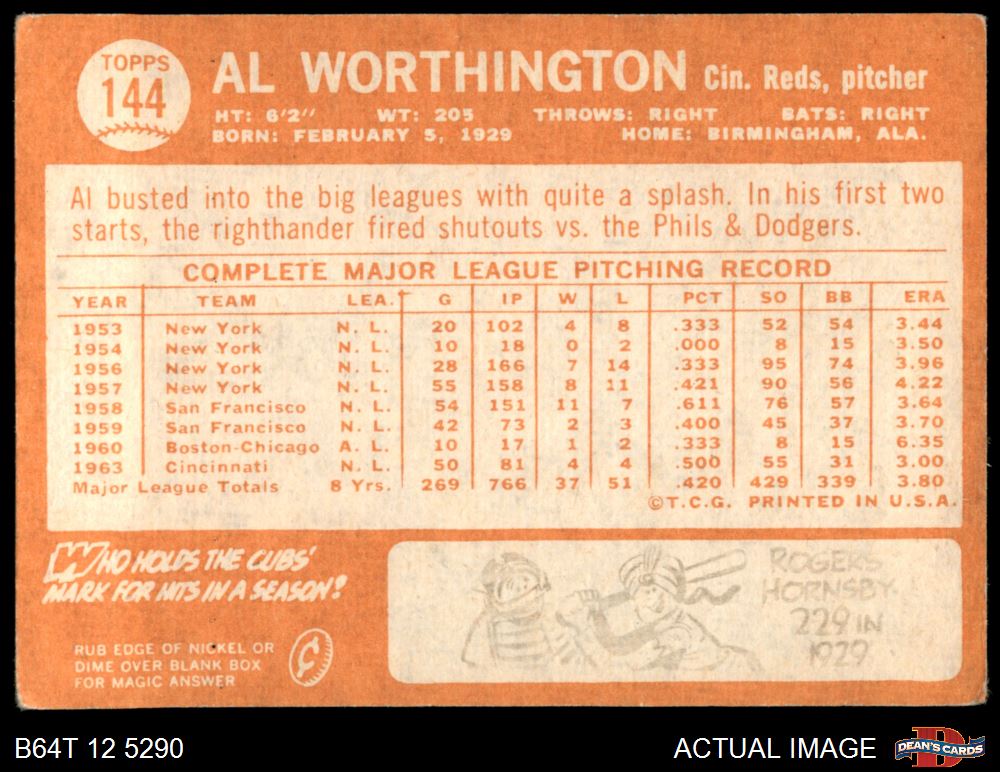 TOPPS
144
AL WORTHINGTON Cin. Reds, pitcher
HT: 6'2" WT: 205 THROWS: RIGHT BATS: RIGHT
BORN: FEBRUARY 5, 1929 HOME: BIRMINGHAM, ALA.
Al busted into the big leagues with quite a splash. In his first two
starts, the righthander fired shutouts vs. the Phils & Dodgers.
COMPLETE MAJOR LEAGUE PITCHING RECORD
YEAR TEAM LEA. G IP W L PCT SO BB ERA
1953 New York N. L. 20 102 4 8 .333 52 54 3.44
1954 New York N. L. 10 18 0 2 .000 8 15 3.50
1956 New York N. L. 28 166 7 14 .333 95 74 3.96
1957 New York N. L. 55 158 8 11 .421 90 56 4.22
1958 San Francisco N. L. 54 151 11 7 .611 76 57 3.64
1959 San Francisco N. L. 42 73 2 3 .400 45 37 3.70
1960 Boston-Chicago A. L. 10 17 1 2 .333 8 15 6.35
1963 Cincinnati N. L. 50 81 4 4 .500 55 31 3.00
Major League Totals 8 Yrs. 269 766 37 51 .420 429 339 3.80
©T.C.G. PRINTED IN U.S.A.
WHO HOLDS THE CUBS'
MARK FOR HITS IN A SEASON?
RUB EDGE OF NICKEL OR
DIME OVER BLANK BOX
FOR MAGIC ANSWER
¢
ROGERS
HORNSBY-
229 IN
1929
B64T 12 5290
ACTUAL IMAGE
DEAN'S CARDS